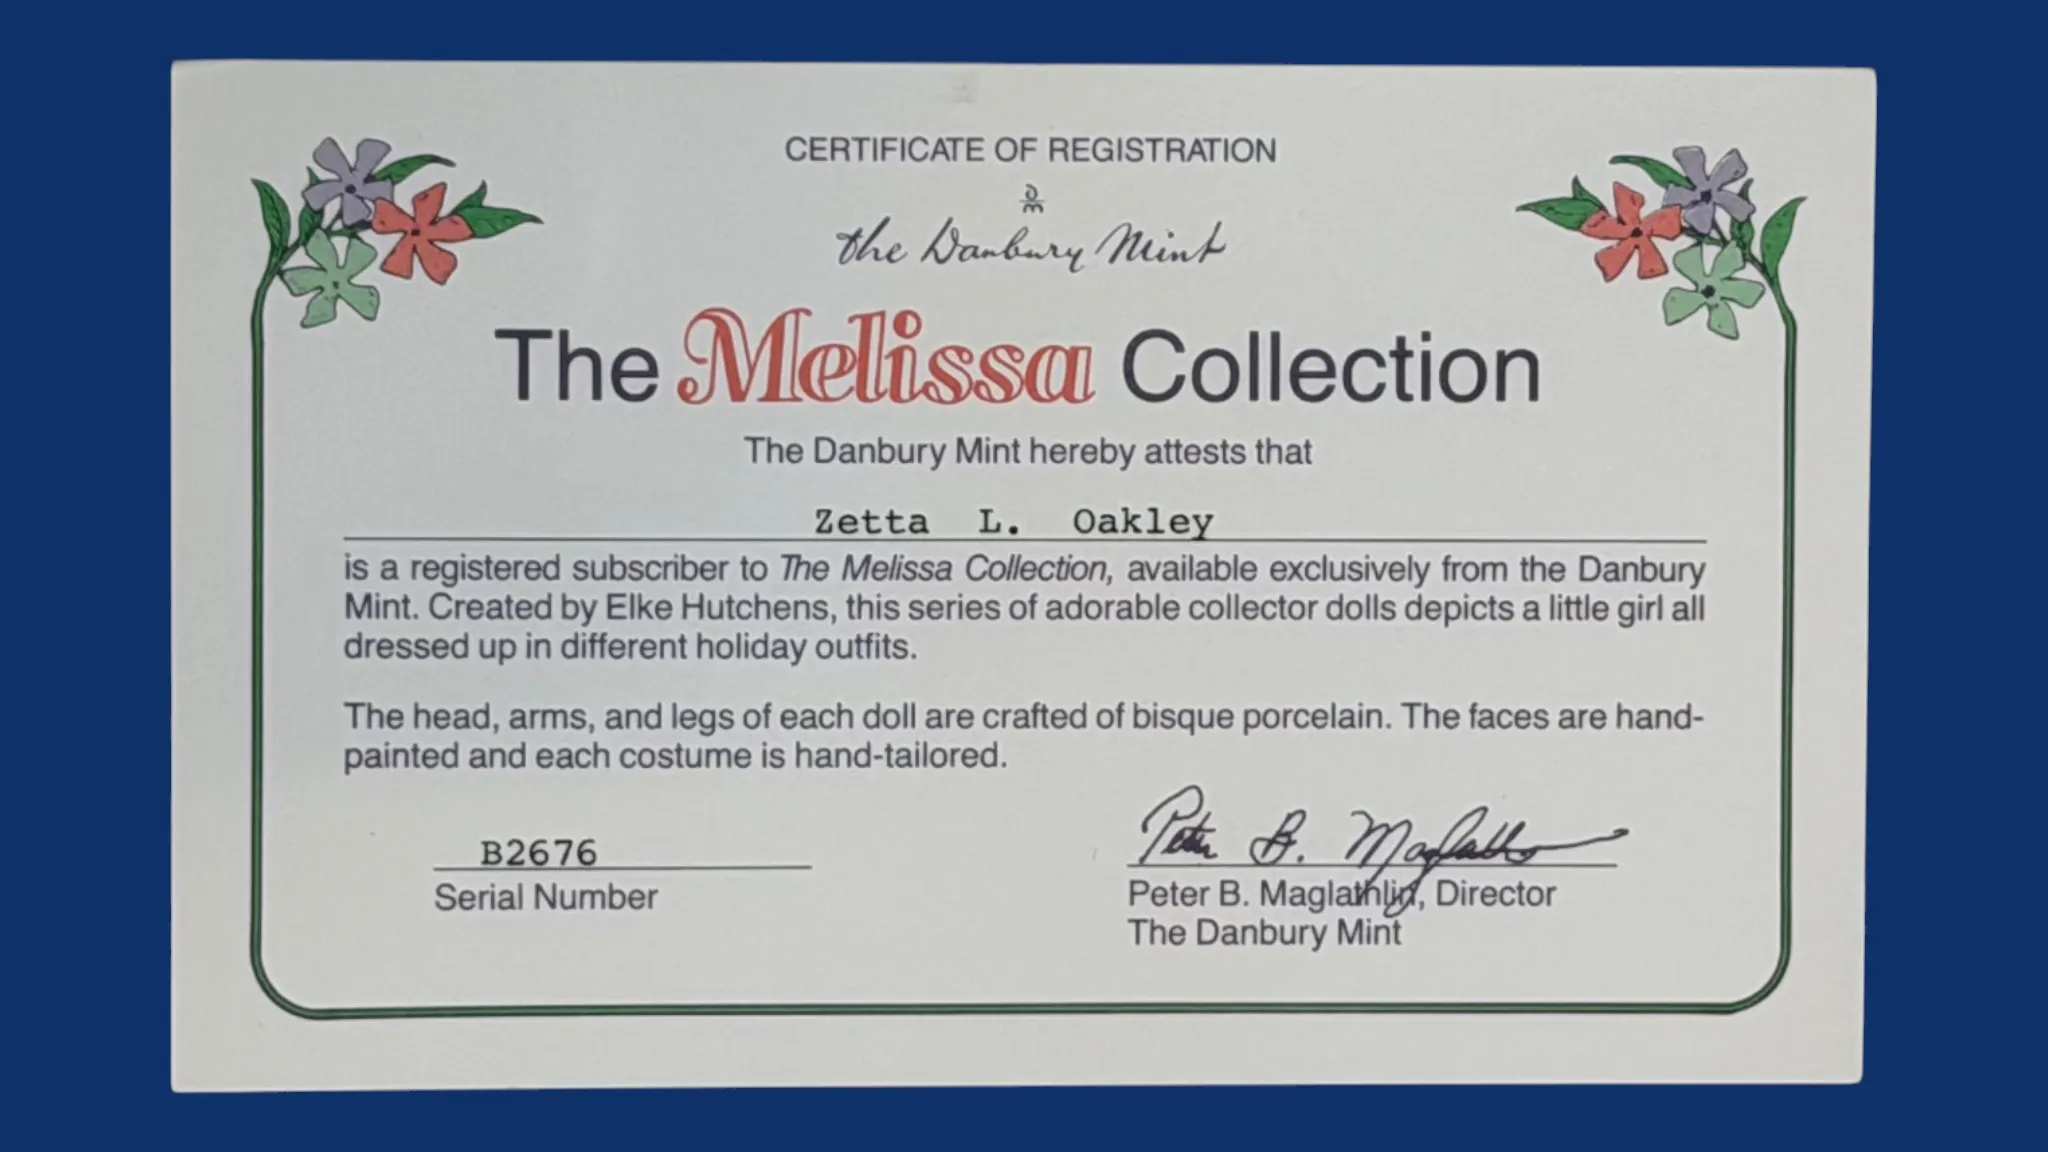 CERTIFICATE OF REGISTRATION
DM
the Danbury Mint
The Melissa Collection
The Danbury Mint hereby attests that
Zetta L. Oakley
is a registered subscriber to The Melissa Collection, available exclusively from the Danbury
Mint. Created by Elke Hutchens, this series of adorable collector dolls depicts a little girl all
dressed up in different holiday outfits.
The head, arms, and legs of each doll are crafted of bisque porcelain. The faces are hand-
painted and each costume is hand-tailored.
B2676
Serial Number
Peter B. Maglathlin
Peter B. Maglathlin, Director
The Danbury Mint